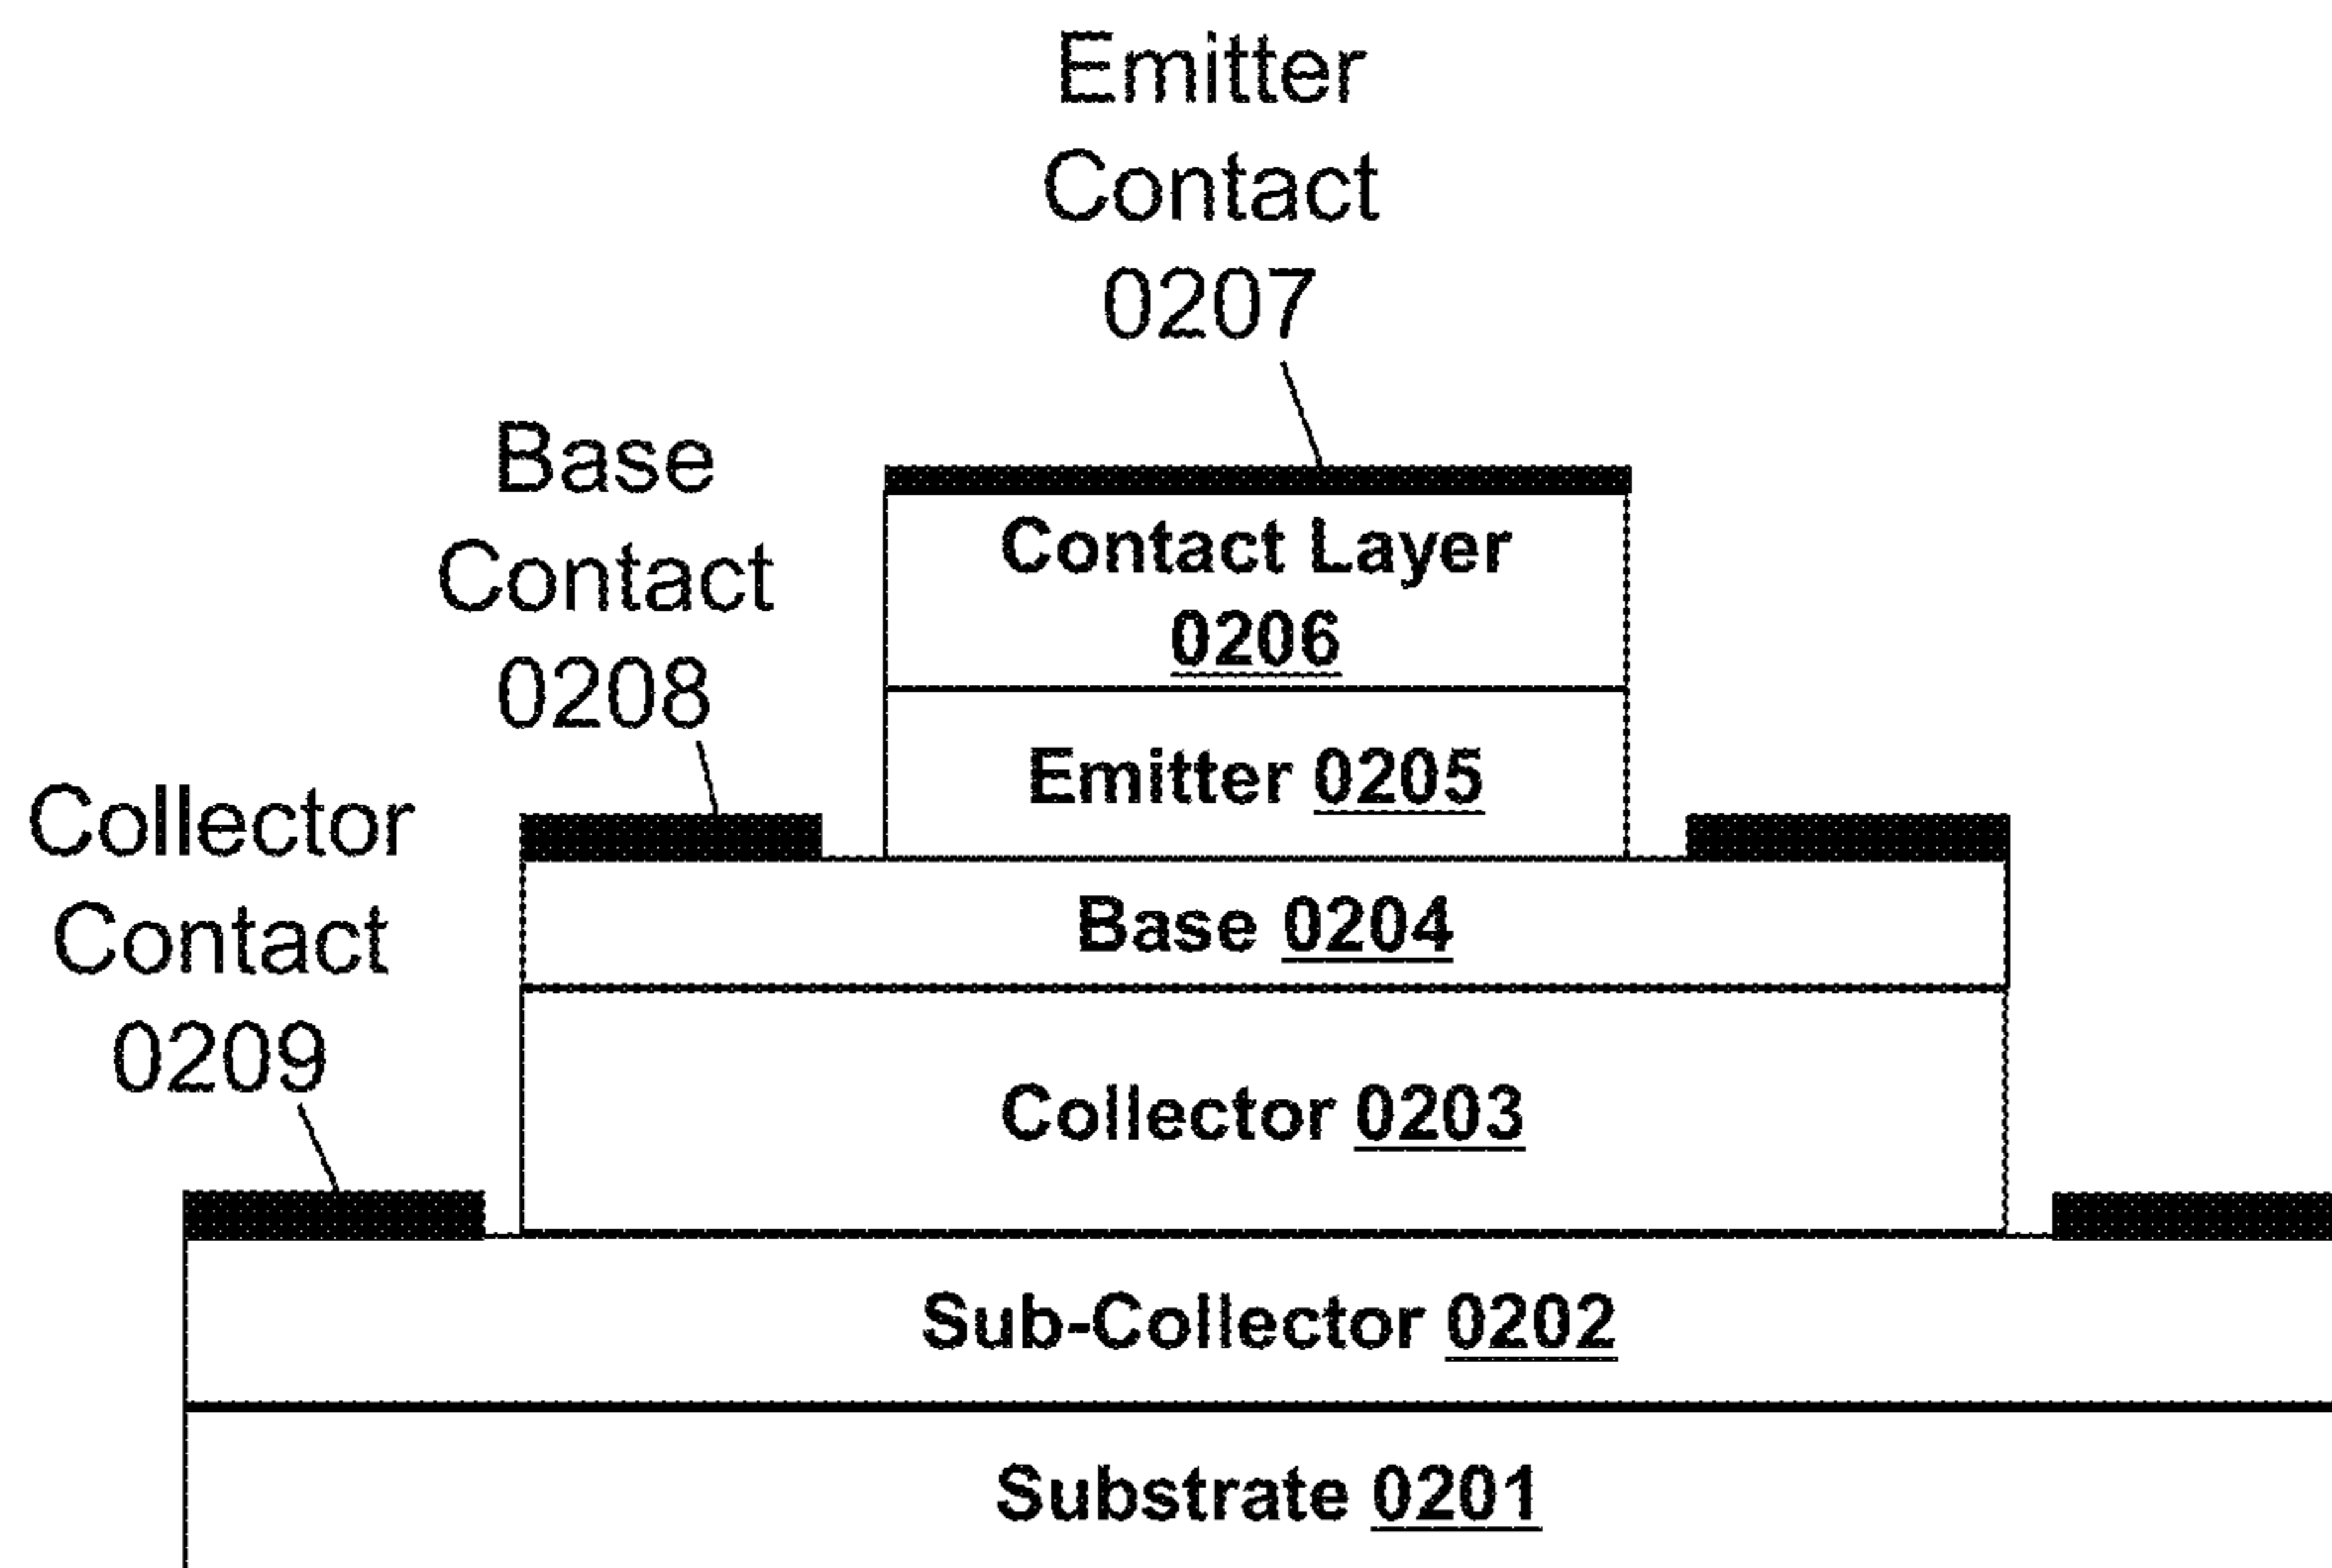 Emitter
Contact
0207
Base
Contact
0208
Contact Layer
0206
Emitter 0205
Collector
Contact
0209
Base 0204
Collector 0203
Sub-Collector 0202
Substrate 0201